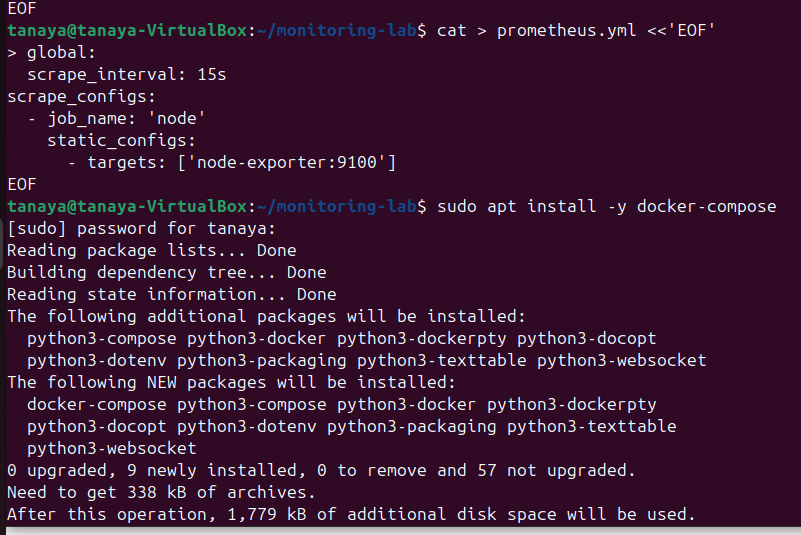 EOF
tanaya@tanaya-VirtualBox:~/monitoring-lab$ cat > prometheus.yml <<'EOF'
> global:
  scrape_interval: 15s
scrape_configs:
  - job_name: 'node'
    static_configs:
      - targets: ['node-exporter:9100']
EOF
tanaya@tanaya-VirtualBox:~/monitoring-lab$ sudo apt install -y docker-compose
[sudo] password for tanaya:
Reading package lists... Done
Building dependency tree... Done
Reading state information... Done
The following additional packages will be installed:
  python3-compose python3-docker python3-dockerpty python3-docopt
  python3-dotenv python3-packaging python3-texttable python3-websocket
The following NEW packages will be installed:
  docker-compose python3-compose python3-docker python3-dockerpty
  python3-docopt python3-dotenv python3-packaging python3-texttable
  python3-websocket
0 upgraded, 9 newly installed, 0 to remove and 57 not upgraded.
Need to get 338 kB of archives.
After this operation, 1,779 kB of additional disk space will be used.